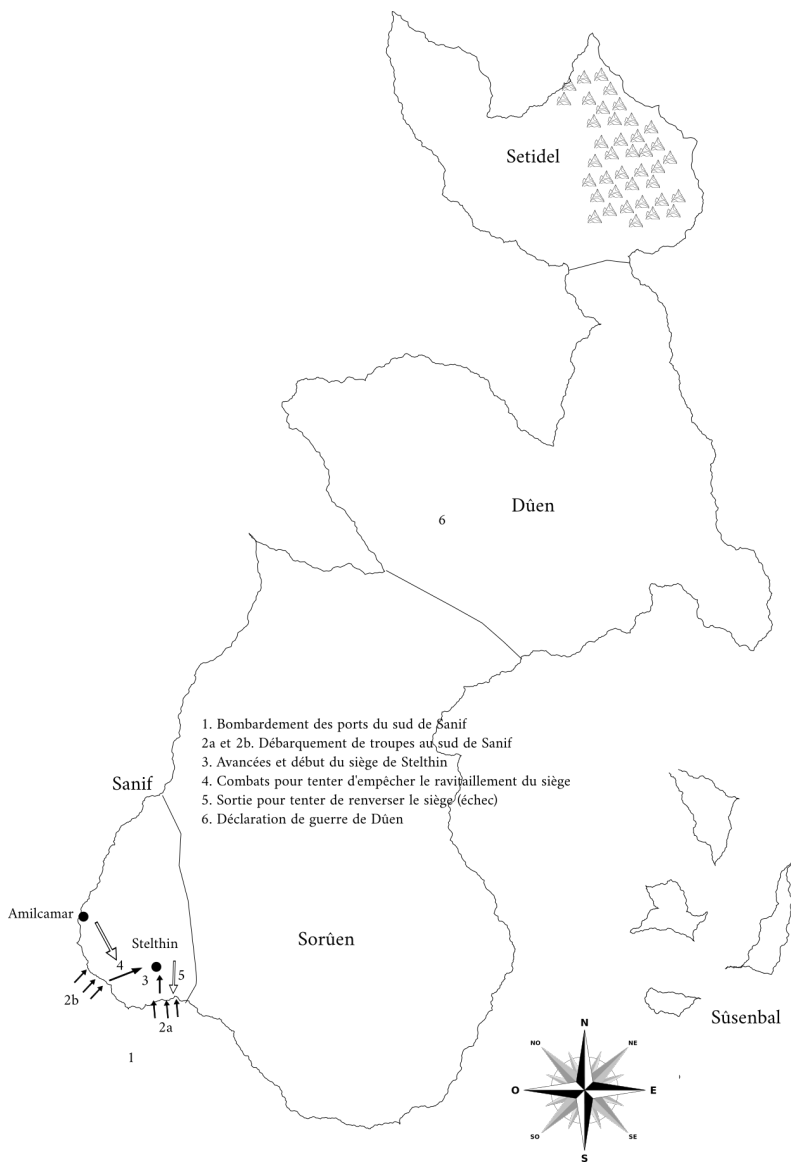 Setidel
Dûen
6
1. Bombardement des ports du sud de Sanif
2a et 2b. Débarquement de troupes au sud de Sanif
3. Avancées et début du siège de Stelthin
4. Combats pour tenter d'empêcher le ravitaillement du siège
5. Sortie pour tenter de renverser le siège (échec)
6. Déclaration de guerre de Dûen
Sanif
Amilcamar
Stelthin
Sorûen
4
5
3
2b
2a
1
Sûsenbal
N
NO
NE
O
E
SO
SE
S